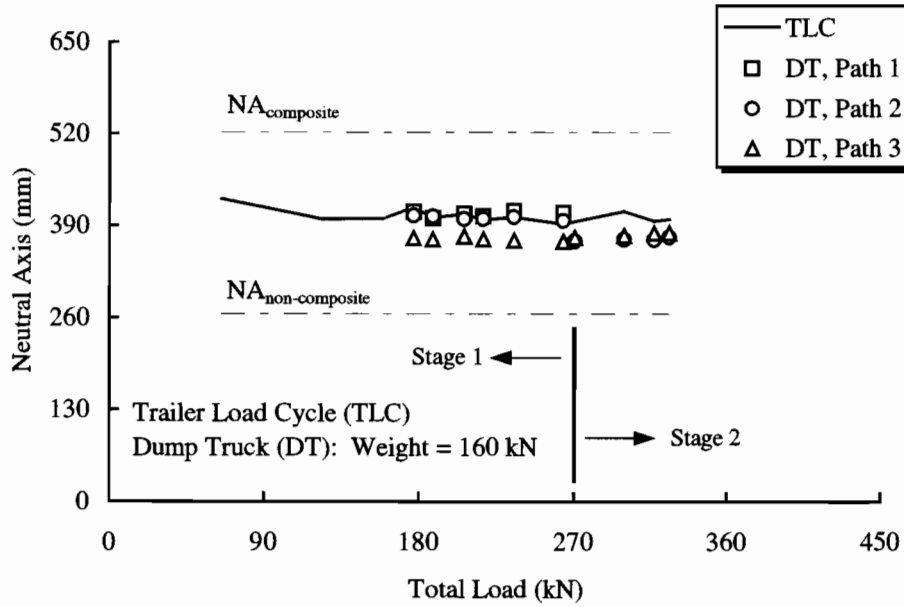 TLC
DT, Path 1
DT, Path 2
DT, Path 3
650
520
390
260
130
0
Neutral Axis (mm)
NAcomposite
NAnon-composite
Stage 1
Stage 2
Trailer Load Cycle (TLC)
Dump Truck (DT): Weight = 160 kN
0 90 180 270 360 450
Total Load (kN)